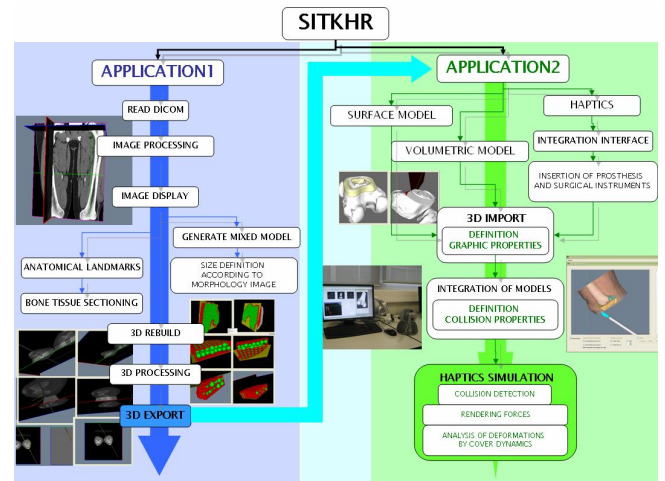 SITKHR
APPLICATION1
READ DICOM
IMAGE PROCESSING
IMAGE DISPLAY
GENERATE MIXED MODEL
SIZE DEFINITION
ACCORDING TO
MORPHOLOGY IMAGE
ANATOMICAL LANDMARKS
BONE TISSUE SECTIONING
3D REBUILD
3D PROCESSING
3D EXPORT
APPLICATION2
SURFACE MODEL
VOLUMETRIC MODEL
HAPTICS
INTEGRATION INTERFACE
INSERTION OF PROSTHESIS
AND SURGICAL INSTRUMENTS
3D IMPORT
DEFINITION
GRAPHIC PROPERTIES
INTEGRATION OF MODELS
DEFINITION
COLLISION PROPERTIES
HAPTICS SIMULATION
COLLISION DETECTION
RENDERING FORCES
ANALYSIS OF DEFORMATIONS
BY COVER DYNAMICS